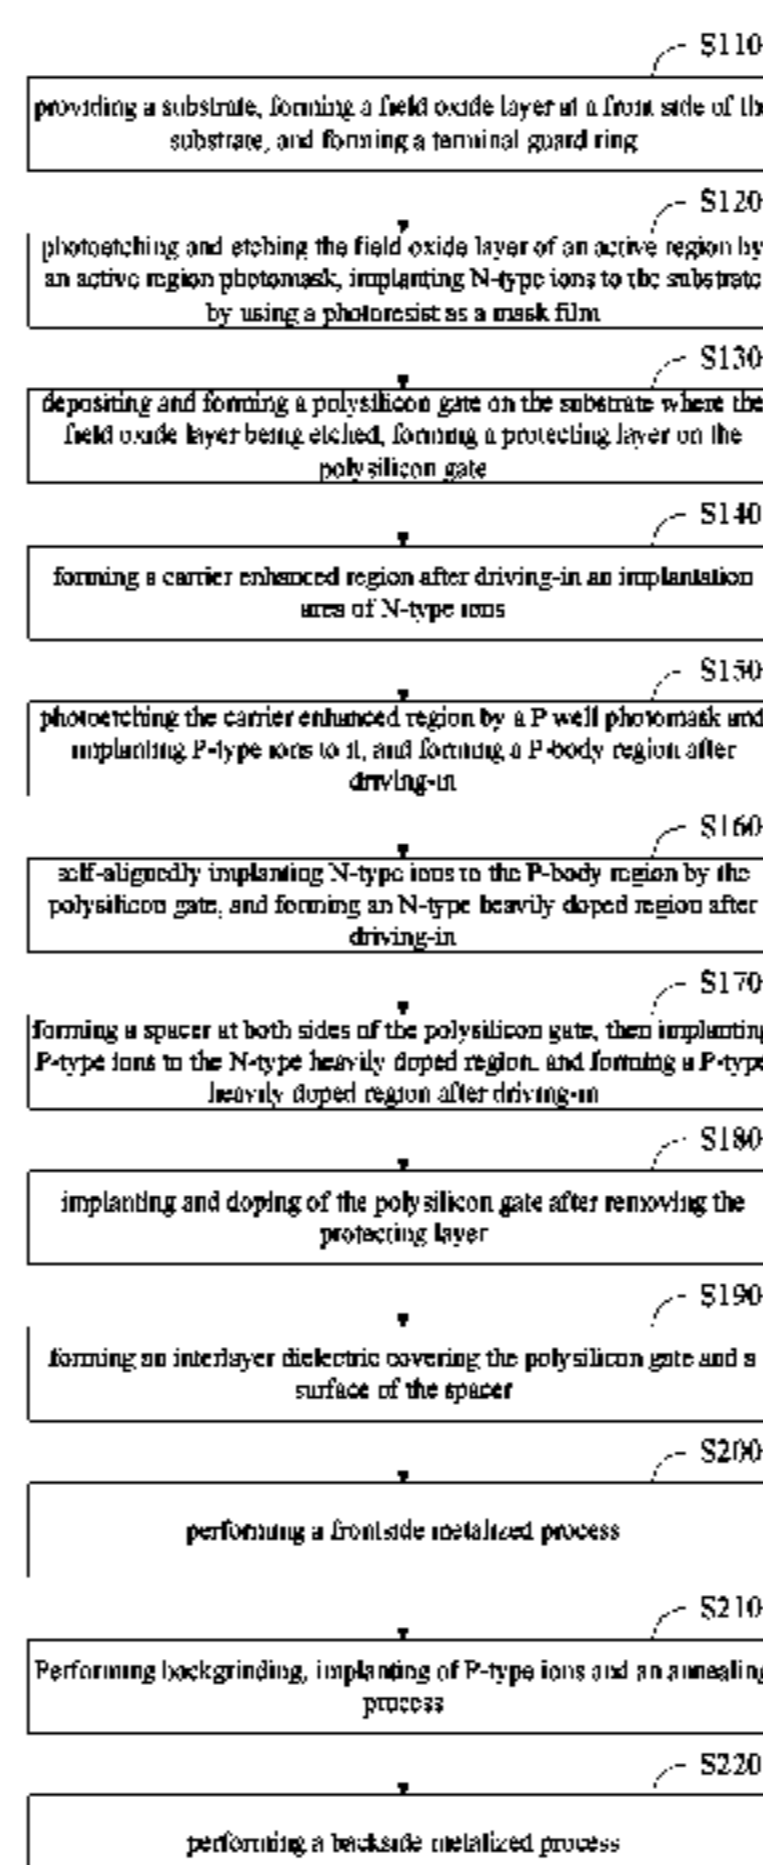 S110
providing a substrate, forming a field oxide layer at a front side of the
substrate, and forming a terminal guard ring
S120
photoetching and etching the field oxide layer of an active region by
an active region photomask, implanting N-type ions to the substrate
by using a photoresist as a mask film
S130
depositing and forming a polysilicon gate on the substrate where the
field oxide layer being etched, forming a protecting layer on the
polysilicon gate
S140
forming a carrier enhanced region after driving-in an implantation
area of N-type ions
S150
photoetching the carrier enhanced region by a P well photomask and
implanting P-type ions to it, and forming a P-body region after
driving-in
S160
self-alignedly implanting N-type ions to the P-body region by the
polysilicon gate, and forming an N-type heavily doped region after
driving-in
S170
forming a spacer at both sides of the polysilicon gate, then implanting
P-type ions to the N-type heavily doped region, and forming a P-type
heavily doped region after driving-in
S180
implanting and doping of the polysilicon gate after removing the
protecting layer
S190
forming an interlayer dielectric covering the polysilicon gate and a
surface of the spacer
S200
performing a frontside metalized process
S210
Performing backgrinding, implanting of P-type ions and an annealing
process
S220
performing a backside metalized process